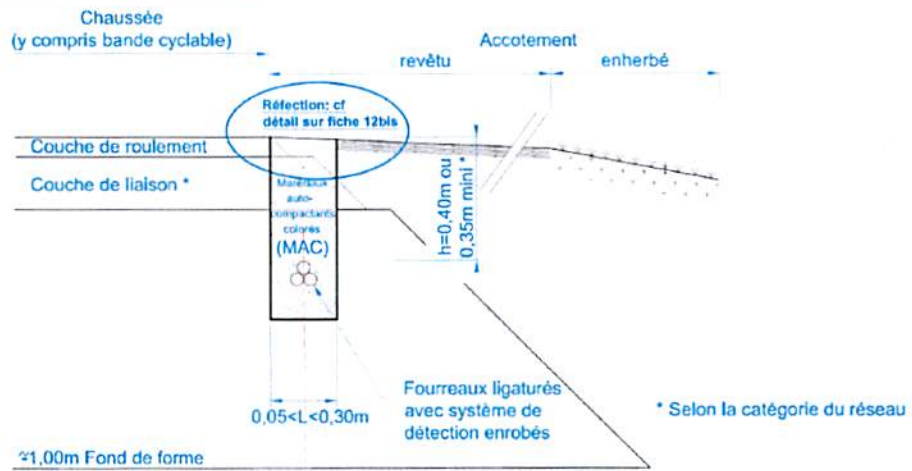 Chaussée
(y compris bande cyclable)
Accotement
revêtu
enherbé
Réfection: cf
détail sur fiche 12bis
Couche de roulement
Couche de liaison *
Matériaux
auto-
compactants
colorés
(MAC)
h=0,40m ou
0,35m mini *
0,05<L<0,30m
Fourreaux ligaturés
avec système de
détection enrobés
* Selon la catégorie du réseau
≃1,00m Fond de forme